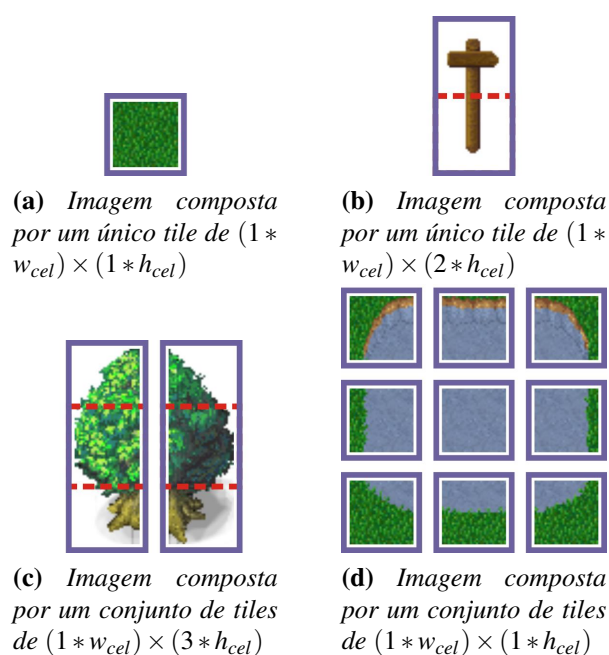 (a) Imagem composta
por um único tile de (1*
w_cel) × (1*h_cel)
(b) Imagem composta
por um único tile de (1*
w_cel) × (2*h_cel)
(c) Imagem composta
por um conjunto de tiles
de (1*w_cel) × (3*h_cel)
(d) Imagem composta
por um conjunto de tiles
de (1*w_cel) × (1*h_cel)